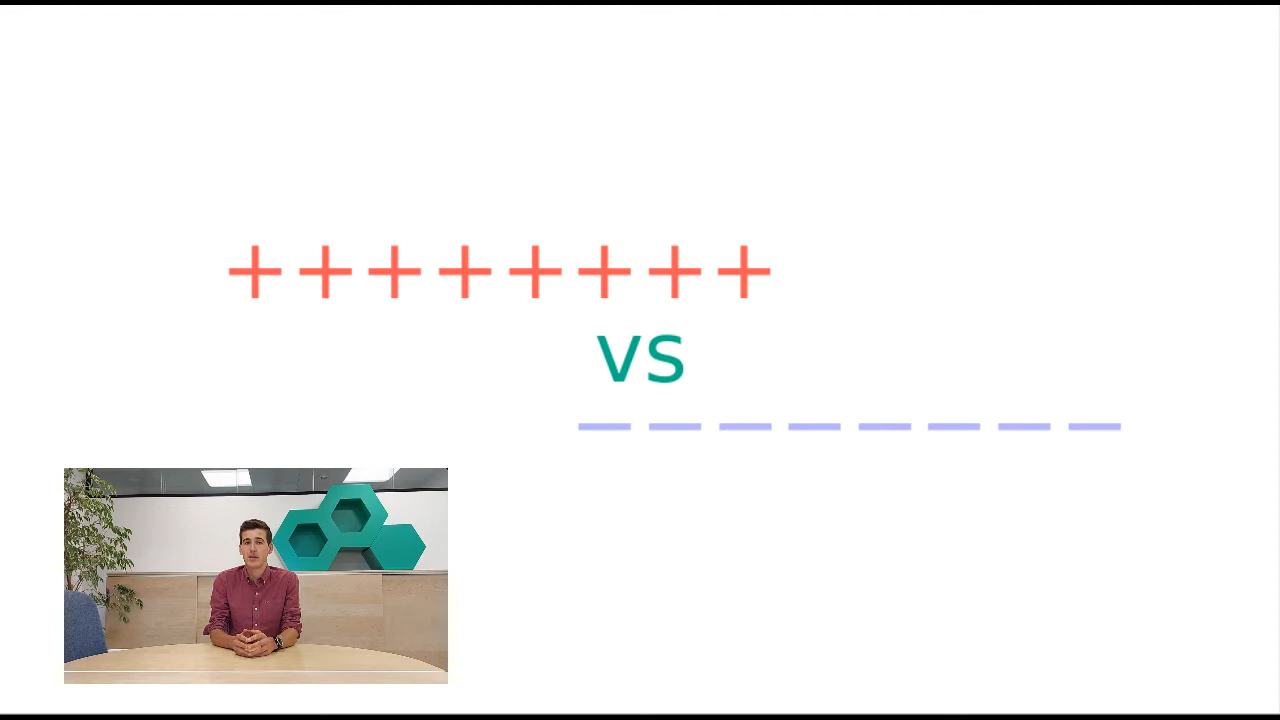 + + + + + + + +
vs
— — — — — — — —